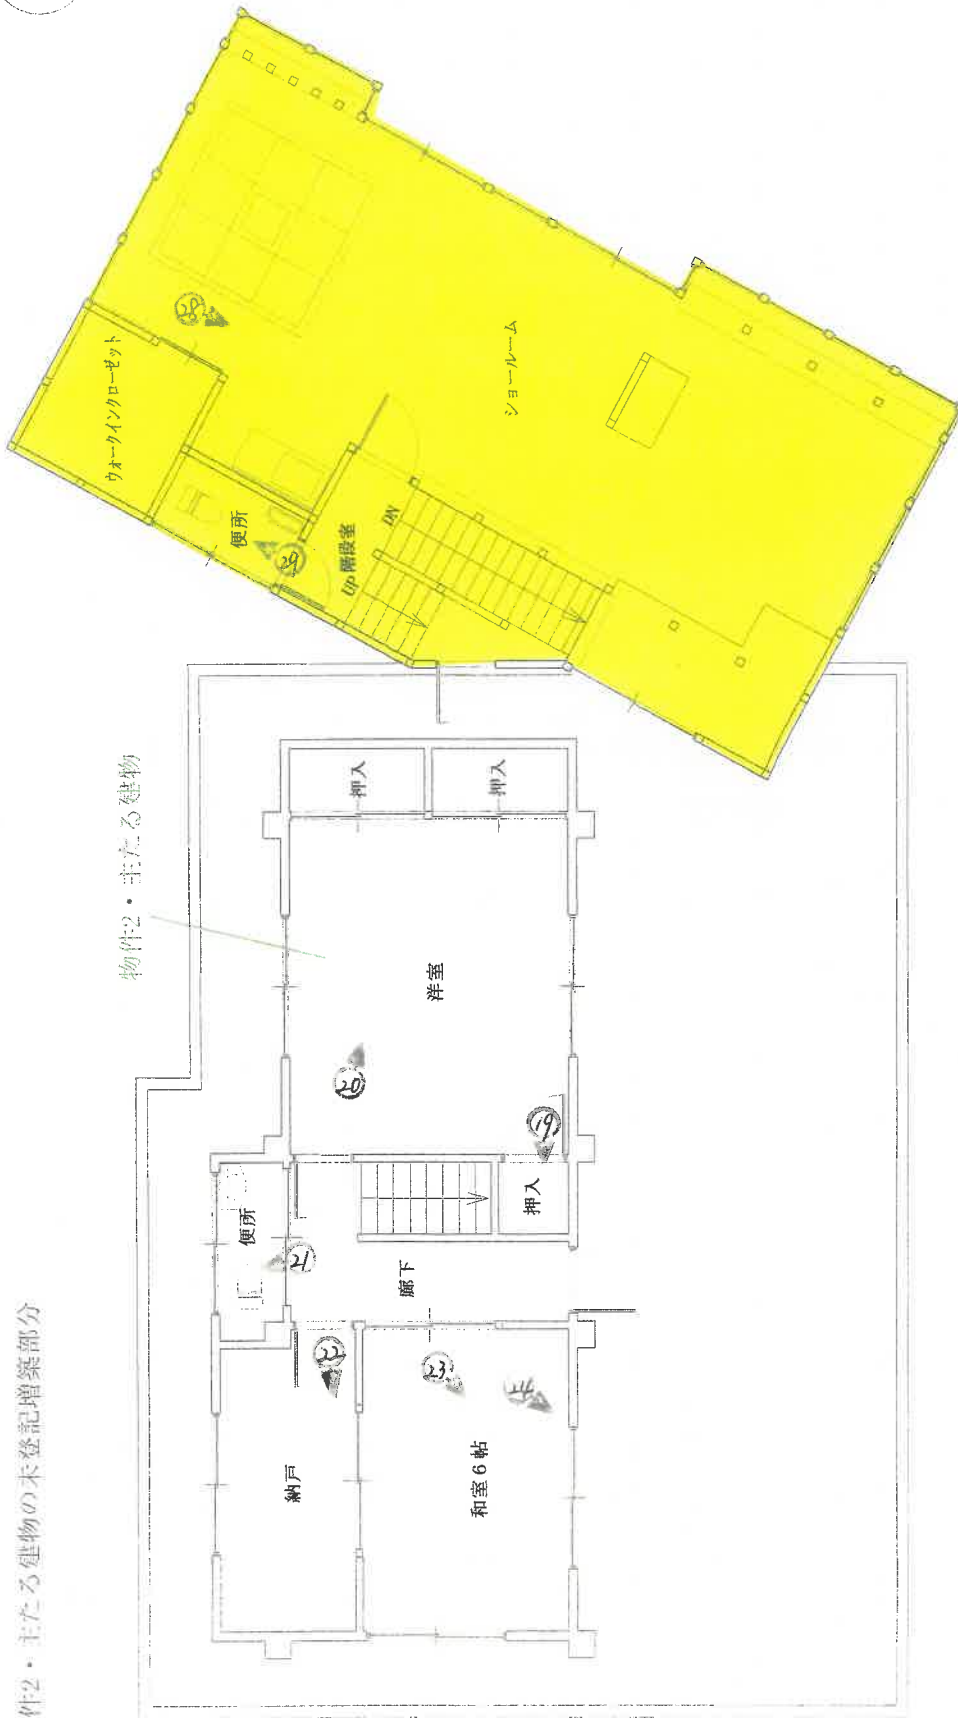 件2・主たる建物の未登記増築部分
物件2・主たる建物
ウォークインクローゼット
28
便所
29
UP
階段室
DN
ショールーム
押入
押入
洋室
20
19
押入
便所
21
廊下
22
23
24
納戸
和室6帖